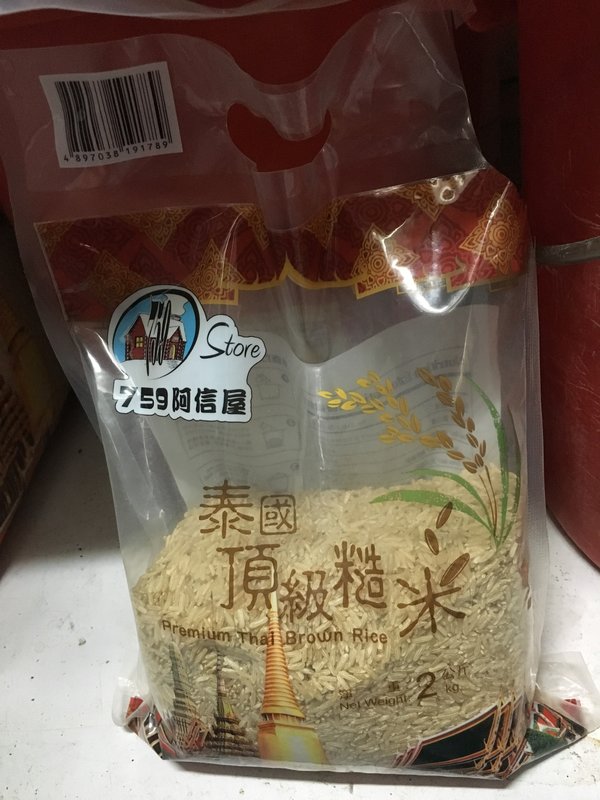 4 897038 191789
Store
759阿信屋
泰國
頂級糙米
Premium Thai Brown Rice
淨 重 2 公斤
Net Weight: kg.